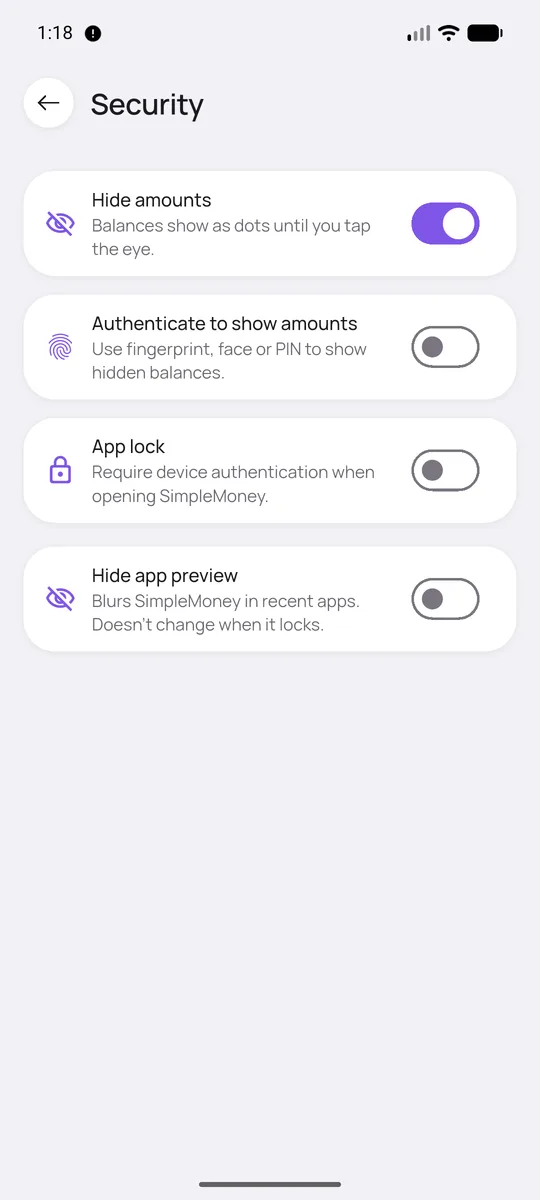 1:18
Security
Hide amounts
Balances show as dots until you tap
the eye.
Authenticate to show amounts
Use fingerprint, face or PIN to show
hidden balances.
App lock
Require device authentication when
opening SimpleMoney.
Hide app preview
Blurs SimpleMoney in recent apps.
Doesn't change when it locks.